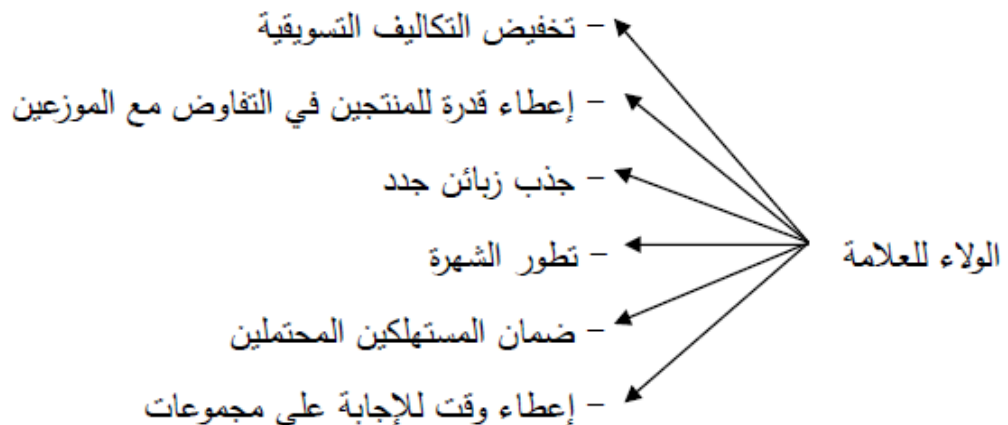 - تخفيض التكاليف التسويقية
- إعطاء قدرة للمنتجين في التفاوض مع الموزعين
- جذب زبائن جدد
الولاء للعلامة
- تطور الشهرة
- ضمان المستهلكين المحتملين
- إعطاء وقت للإجابة على مجموعات